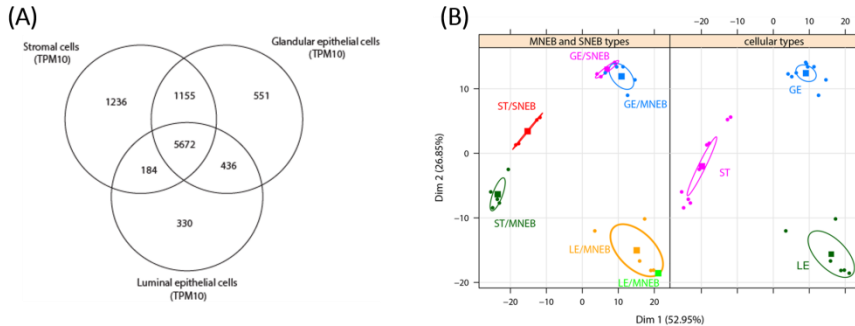 (A)
Stromal cells
(TPM10)
Glandular epithelial cells
(TPM10)
1236
1155
551
5672
184
436
330
Luminal epithelial cells
(TPM10)
(B)
-20 -10 0 10 20
MNEB and SNEB types
cellular types
GE/SNEB
GE/MNEB
ST/SNEB
ST/MNEB
LE/MNEB
LE/MNEB
GE
ST
LE
10
0
-10
-20
Dim 2 (26.85%)
-20 -10 0 10 20
Dim 1 (52.95%)